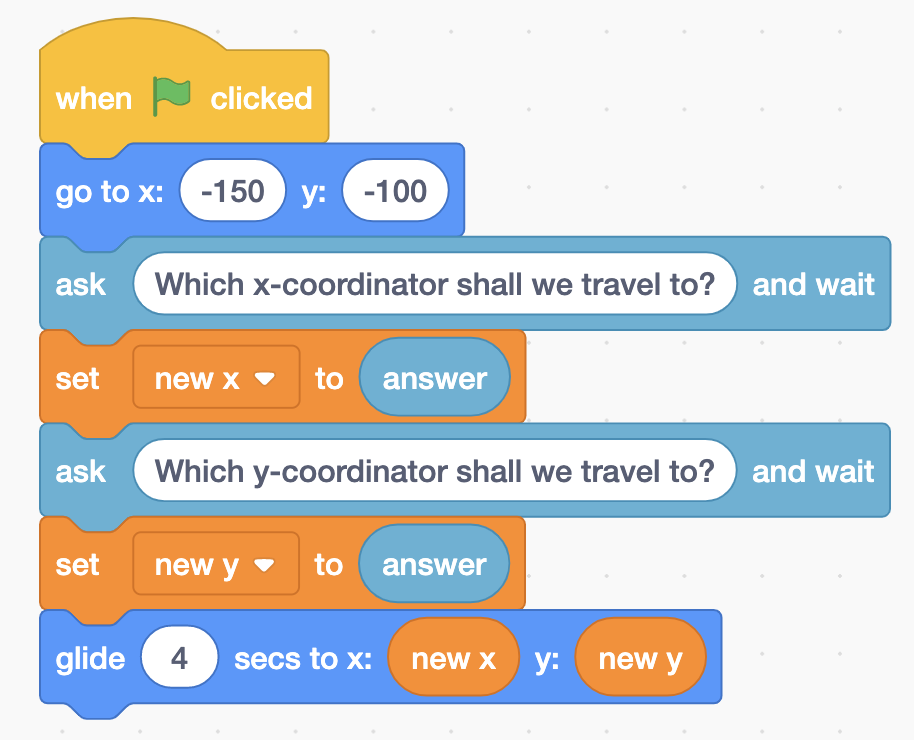 when clicked
go to x: -150 y: -100
ask Which x-coordinator shall we travel to? and wait
set new x to answer
ask Which y-coordinator shall we travel to? and wait
set new y to answer
glide 4 secs to x: new x y: new y